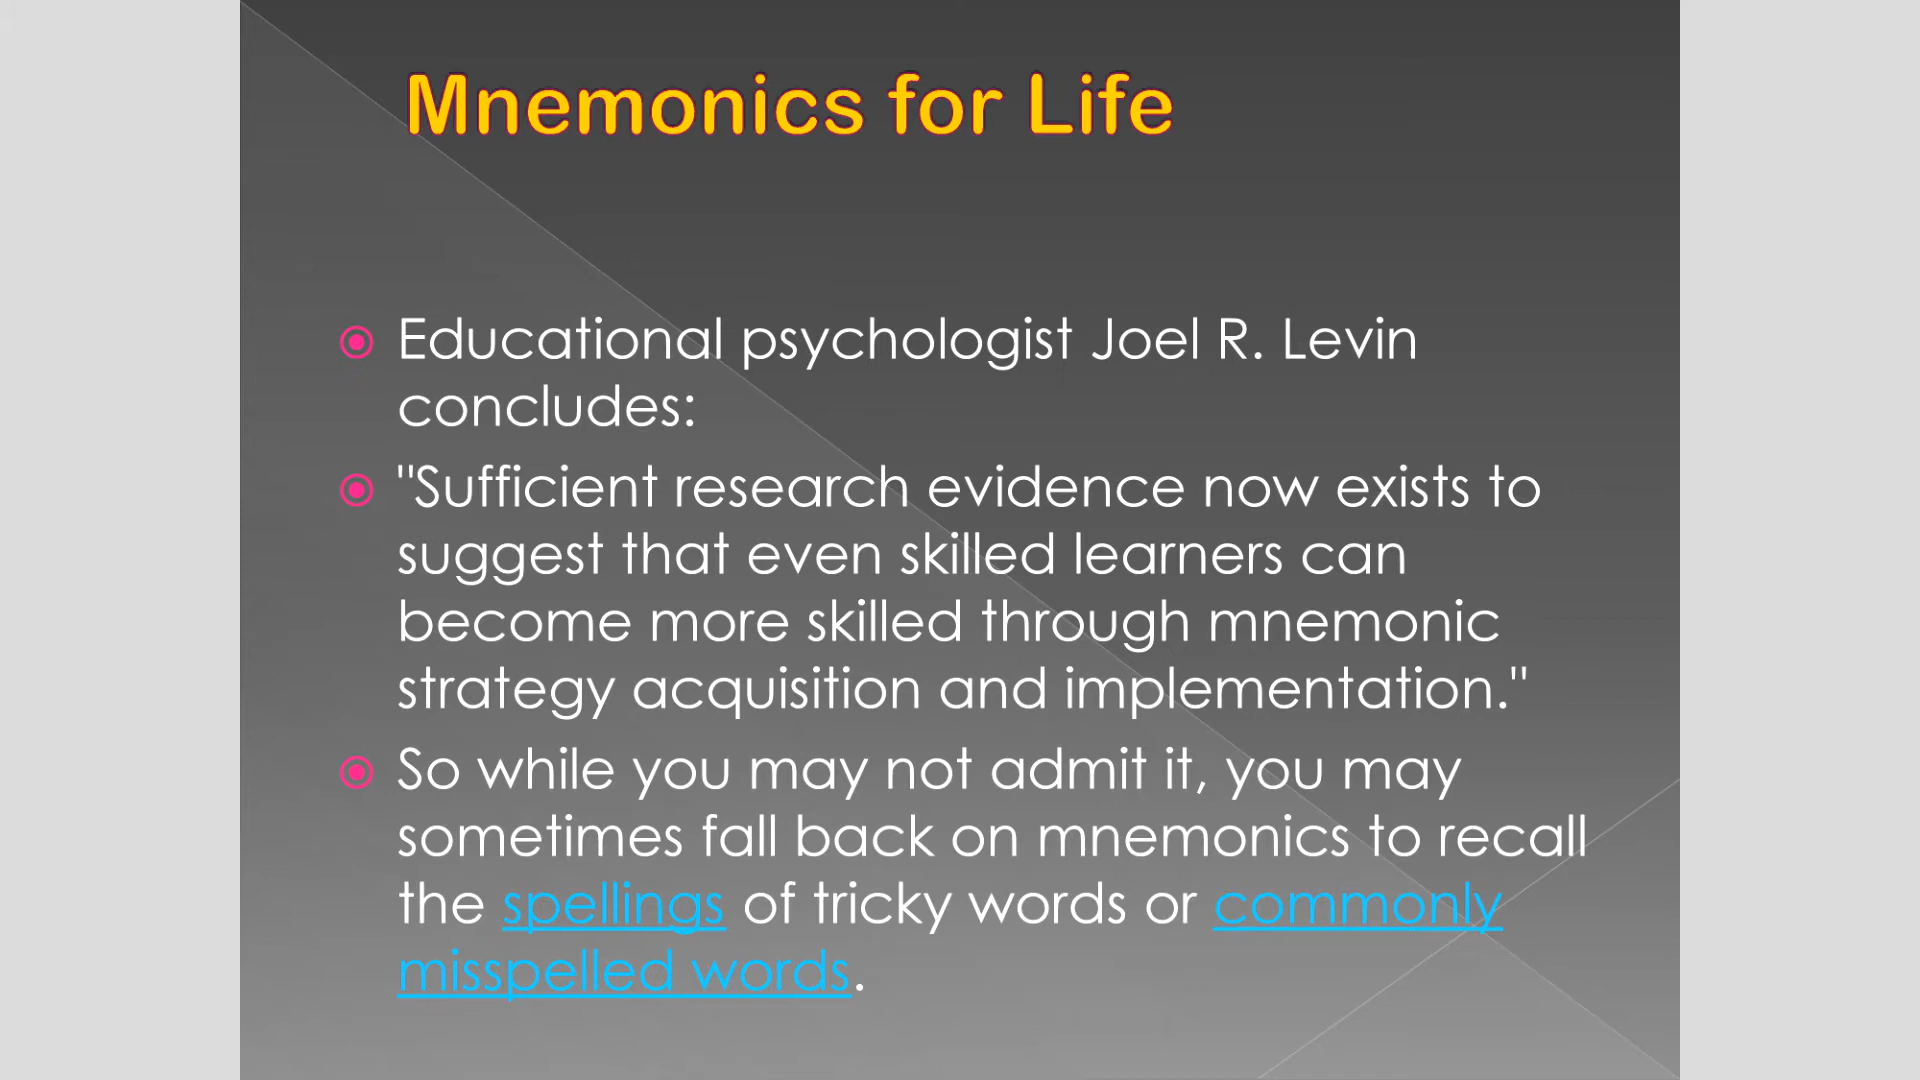 Mnemonics for Life
Educational psychologist Joel R. Levin
concludes:
"Sufficient research evidence now exists to
suggest that even skilled learners can
become more skilled through mnemonic
strategy acquisition and implementation."
So while you may not admit it, you may
sometimes fall back on mnemonics to recall
the spellings of tricky words or commonly
misspelled words.